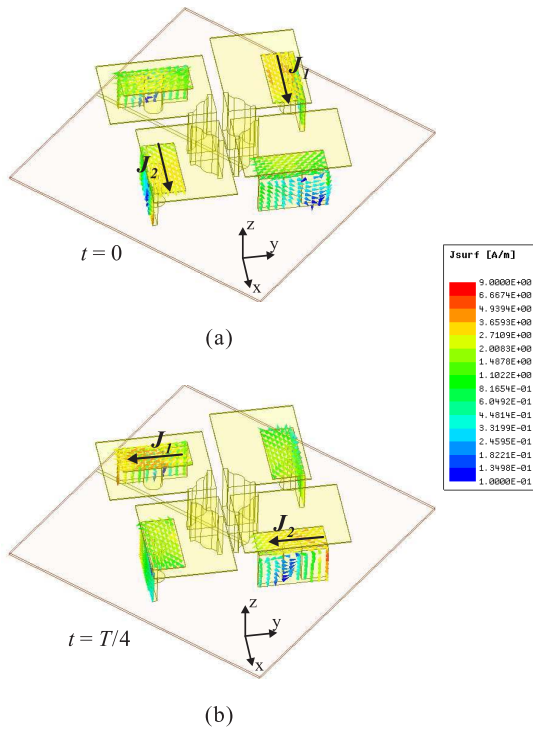 J1
J2
z
y
x
t = 0
(a)
Jsurf [A/m]
9.0000E+00
6.6674E+00
4.9394E+00
3.6593E+00
2.7109E+00
2.0083E+00
1.4878E+00
1.1022E+00
8.1654E-01
6.0492E-01
4.4814E-01
3.3199E-01
2.4595E-01
1.8221E-01
1.3498E-01
1.0000E-01
J1
J2
z
y
x
t = T/4
(b)